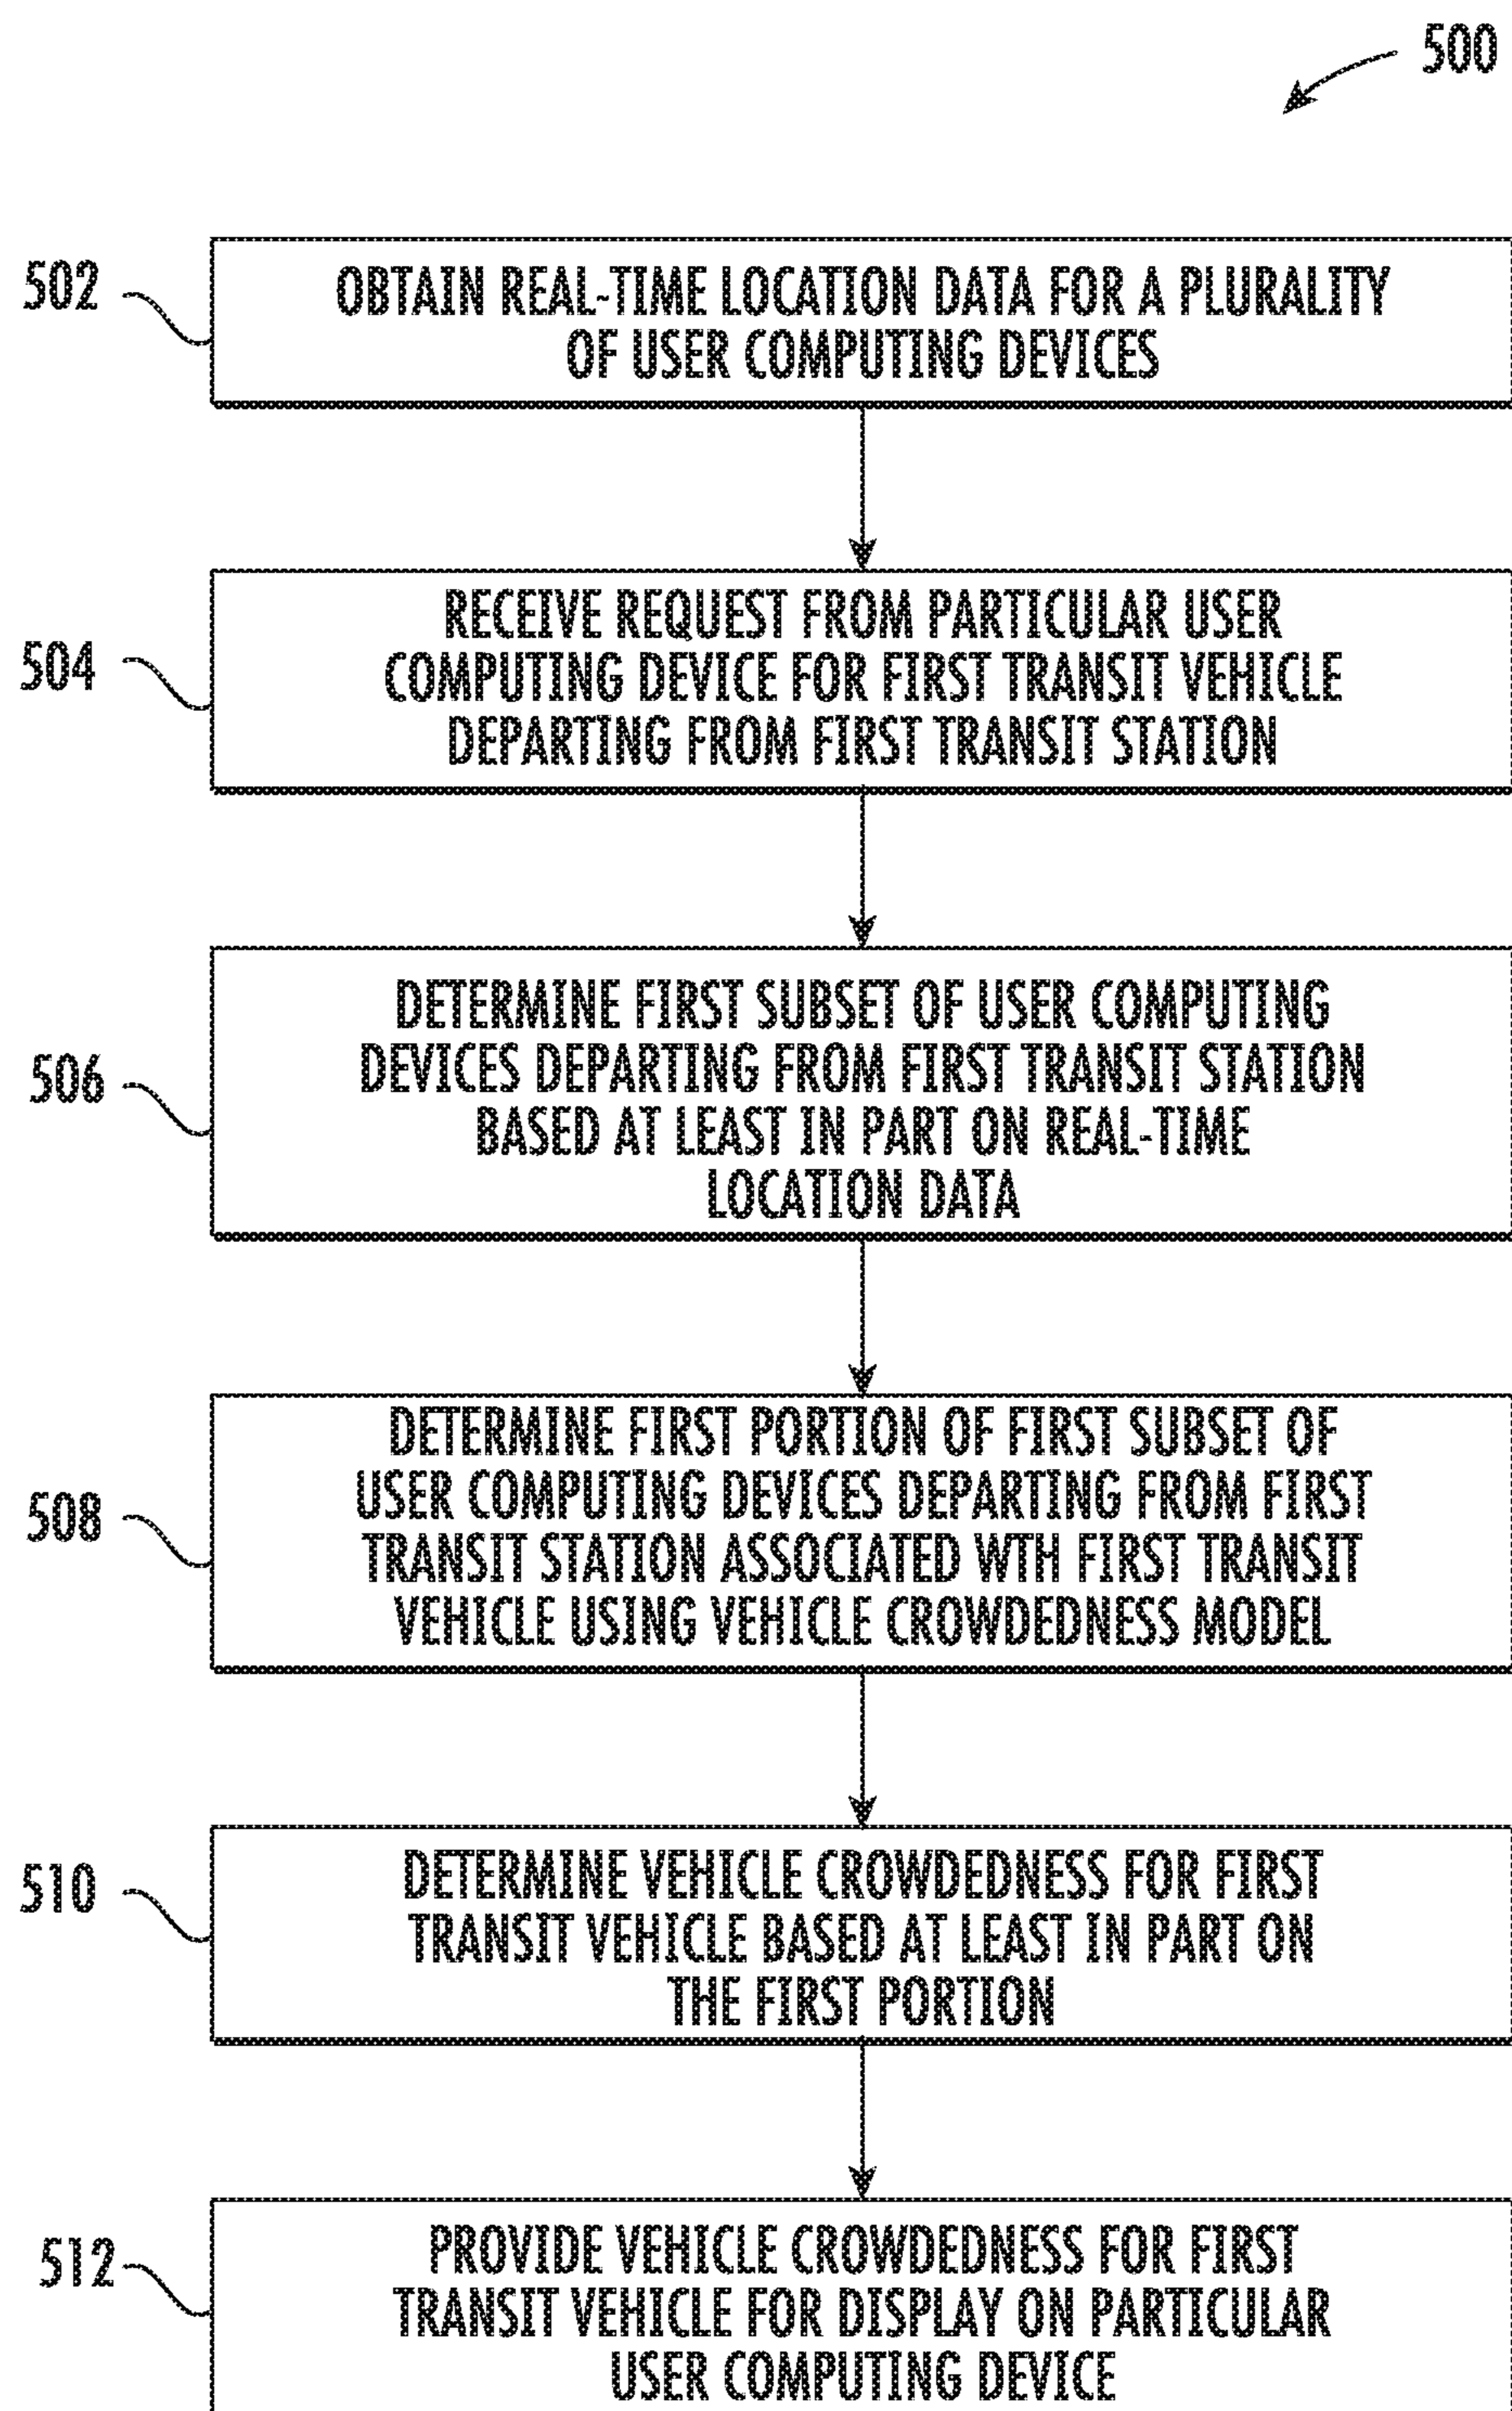 500
502
OBTAIN REAL-TIME LOCATION DATA FOR A PLURALITY
OF USER COMPUTING DEVICES
504
RECEIVE REQUEST FROM PARTICULAR USER
COMPUTING DEVICE FOR FIRST TRANSIT VEHICLE
DEPARTING FROM FIRST TRANSIT STATION
506
DETERMINE FIRST SUBSET OF USER COMPUTING
DEVICES DEPARTING FROM FIRST TRANSIT STATION
BASED AT LEAST IN PART ON REAL-TIME
LOCATION DATA
508
DETERMINE FIRST PORTION OF FIRST SUBSET OF
USER COMPUTING DEVICES DEPARTING FROM FIRST
TRANSIT STATION ASSOCIATED WTH FIRST TRANSIT
VEHICLE USING VEHICLE CROWDEDNESS MODEL
510
DETERMINE VEHICLE CROWDEDNESS FOR FIRST
TRANSIT VEHICLE BASED AT LEAST IN PART ON
THE FIRST PORTION
512
PROVIDE VEHICLE CROWDEDNESS FOR FIRST
TRANSIT VEHICLE FOR DISPLAY ON PARTICULAR
USER COMPUTING DEVICE